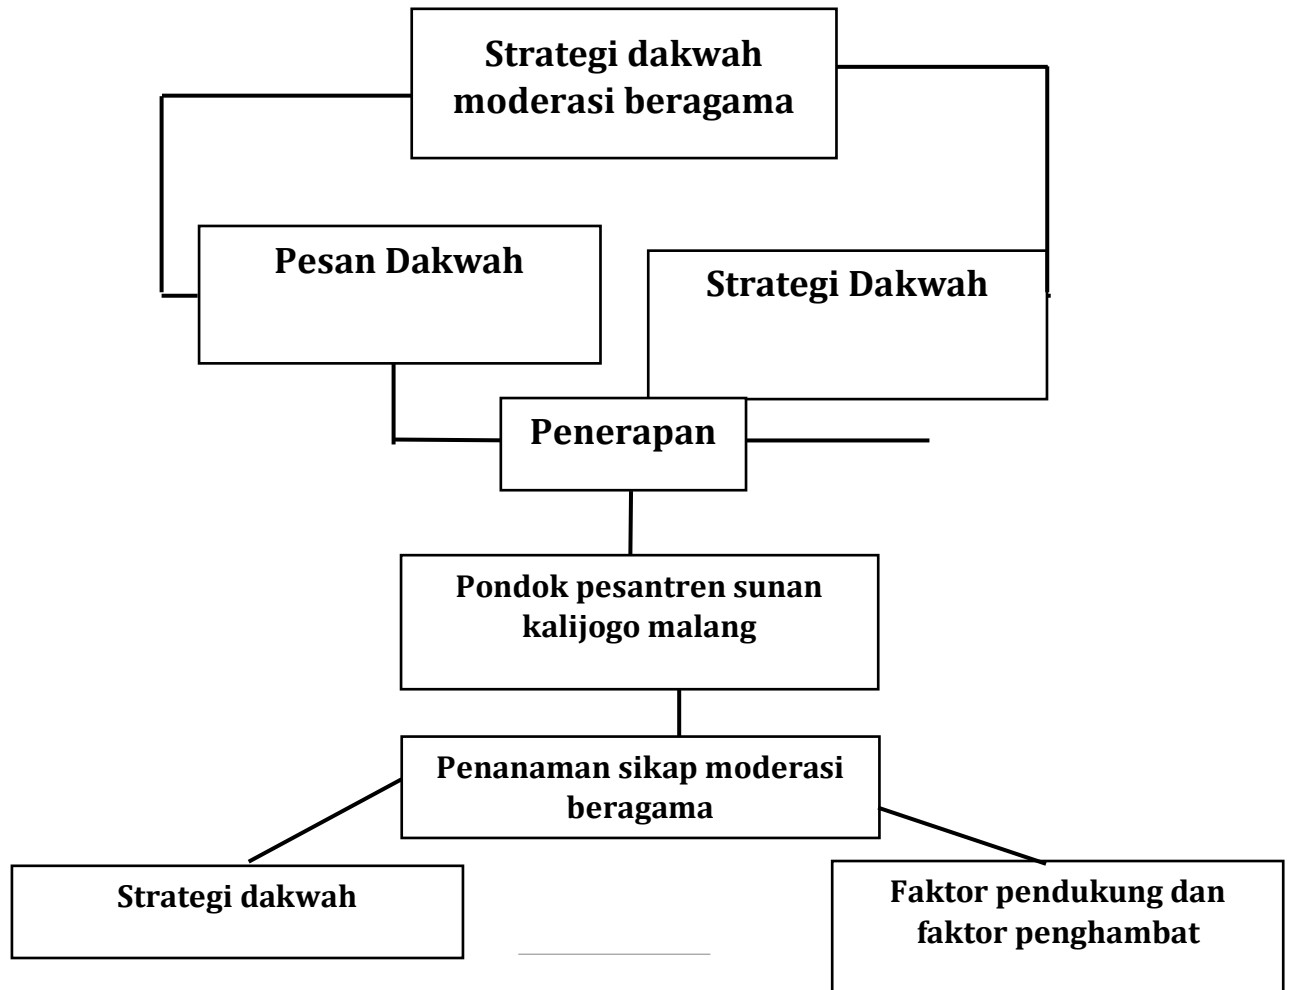 Strategi dakwah
moderasi beragama
Pesan Dakwah
Strategi Dakwah
Penerapan
Pondok pesantren sunan
kalijogo malang
Penanaman sikap moderasi
beragama
Strategi dakwah
Faktor pendukung dan
faktor penghambat